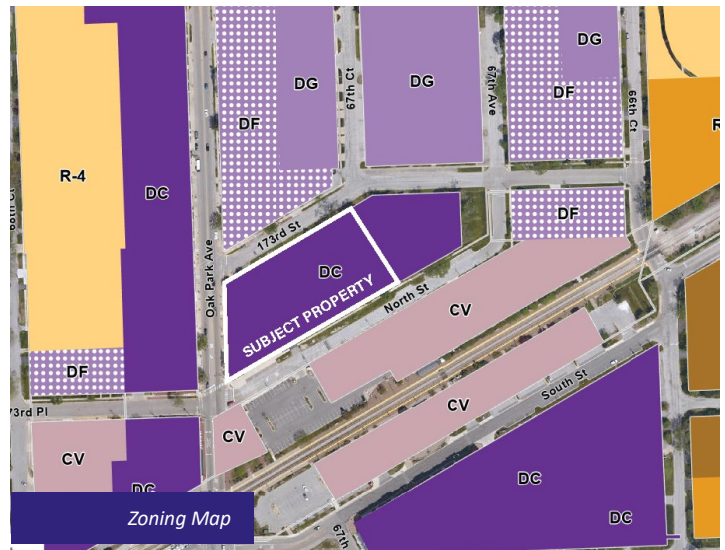 DG
67th Ct
DG
67th Ave
DG
DF
66th Ct
R
DF
R-4
DC
68th Ct
Oak Park Ave
173rd St
DF
DC
SUBJECT PROPERTY
North St
CV
DF
73rd Pl
CV
CV
South St
CV
DC
DC
DC
67th
Zoning Map